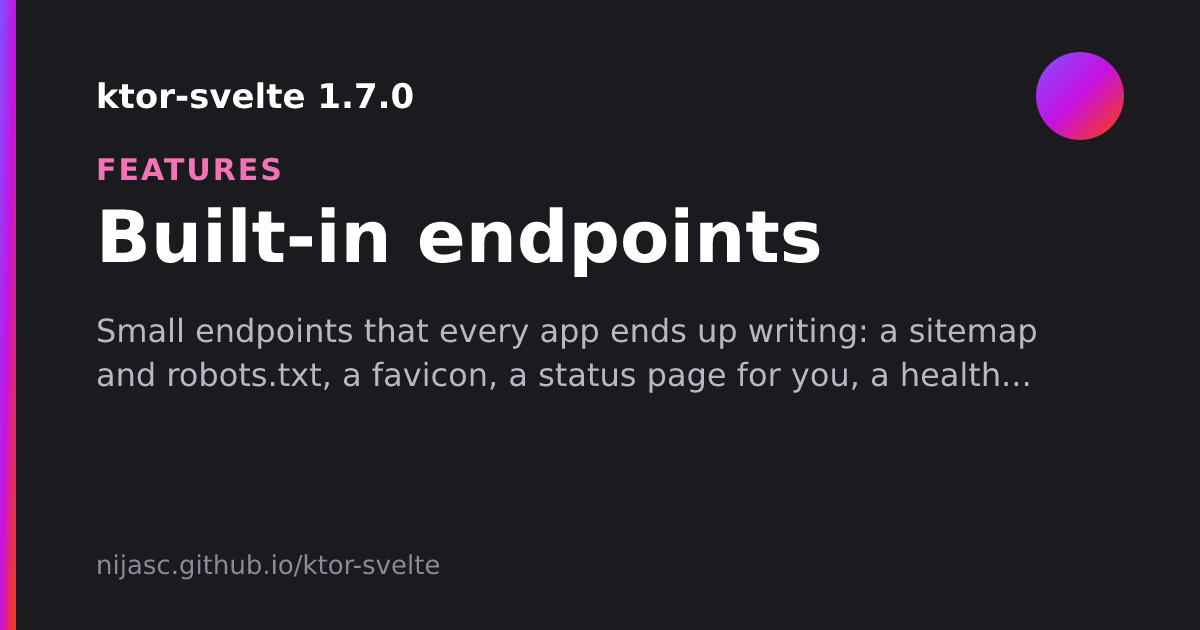 ktor-svelte 1.7.0
FEATURES
Built-in endpoints
Small endpoints that every app ends up writing: a sitemap
and robots.txt, a favicon, a status page for you, a health…
nijasc.github.io/ktor-svelte